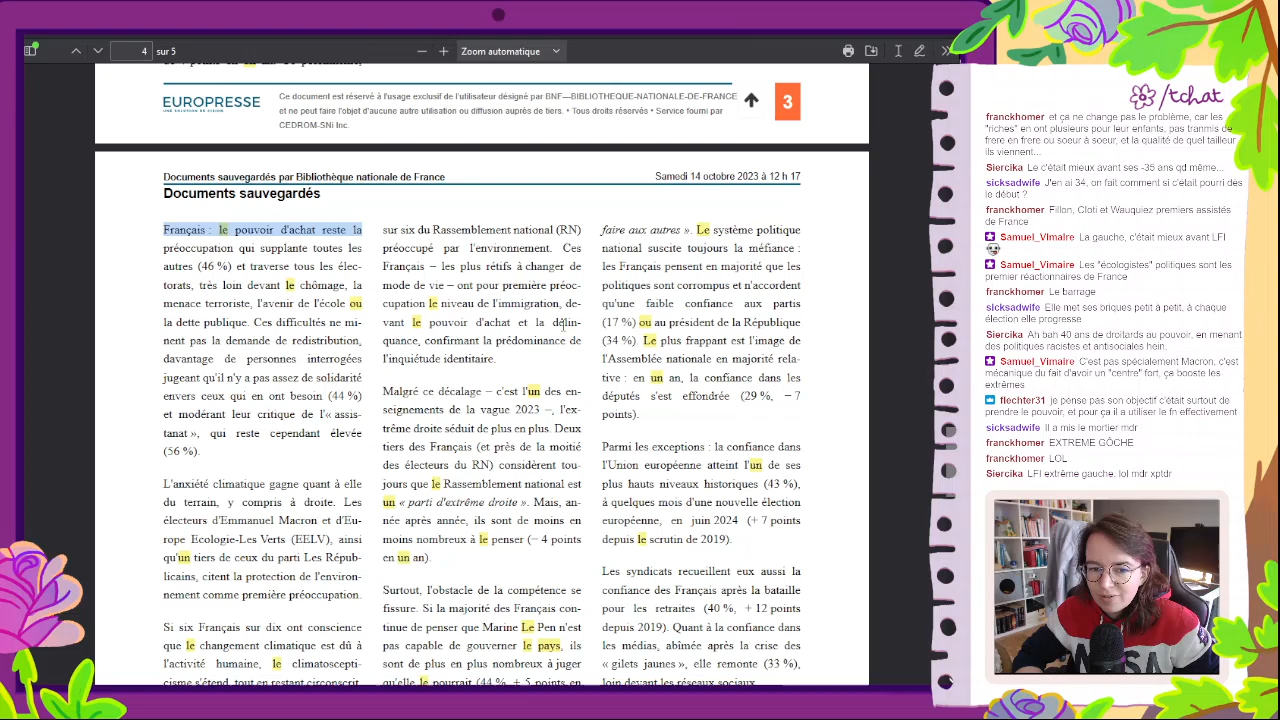 4 sur 5
Zoom automatique
EUROPRESSE
Ce document est réservé à l'usage exclusif de l'utilisateur désigné par BNF—BIBLIOTHEQUE-NATIONALE-DE-FRANCE
et ne peut faire l'objet d'aucune autre utilisation ou diffusion auprès de tiers. • Tous droits réservés • Service fourni par
CEDROM-SNi Inc.
3
Documents sauvegardés par Bibliothèque nationale de France
Samedi 14 octobre 2023 à 12 h 17
Documents sauvegardés
Français : le pouvoir d'achat reste la
préoccupation qui supplante toutes les
autres (46 %) et traverse tous les élec-
torats, très loin devant le chômage, la
menace terroriste, l'avenir de l'école ou
la dette publique. Ces difficultés ne mi-
nent pas la demande de redistribution,
davantage de personnes interrogées
jugeant qu'il n'y a pas assez de solidarité
envers ceux qui en ont besoin (44 %)
et modérant leur critique de l'« assis-
tanat », qui reste cependant élevée
(56 %).
L'anxiété climatique gagne quant à elle
du terrain, y compris à droite. Les
électeurs d'Emmanuel Macron et d'Eu-
rope Ecologie-Les Verts (EELV), ainsi
qu'un tiers de ceux du parti Les Répub-
licains, citent la protection de l'environ-
nement comme première préoccupation.
Si six Français sur dix ont conscience
que le changement climatique est dû à
l'activité humaine, le climatoscepti-
cisme s'étend, tout en restant circonscrit
sur six du Rassemblement national (RN)
préoccupé par l'environnement. Ces
Français – les plus rétifs à changer de
mode de vie – ont pour première préoc-
cupation le niveau de l'immigration, de-
vant le pouvoir d'achat et la délin-
quance, confirmant la prédominance de
l'inquiétude identitaire.
Malgré ce décalage – c'est l'un des en-
seignements de la vague 2023 –, l'ex-
trême droite séduit de plus en plus. Deux
tiers des Français (et près de la moitié
des électeurs du RN) considèrent tou-
jours que le Rassemblement national est
un « parti d'extrême droite ». Mais, an-
née après année, ils sont de moins en
moins nombreux à le penser (− 4 points
en un an).
Surtout, l'obstacle de la compétence se
fissure. Si la majorité des Français con-
tinue de penser que Marine Le Pen n'est
pas capable de gouverner le pays, ils
sont de plus en plus nombreux à juger
qu'elle le pourrait (44 %, + 5 points en
faire aux autres ». Le système politique
national suscite toujours la méfiance :
les Français pensent en majorité que les
politiques sont corrompus et n'accordent
qu'une faible confiance aux partis
(17 %) ou au président de la République
(34 %). Le plus frappant est l'image de
l'Assemblée nationale en majorité rela-
tive : en un an, la confiance dans les
députés s'est effondrée (29 %, − 7
points).
Parmi les exceptions : la confiance dans
l'Union européenne atteint l'un de ses
plus hauts niveaux historiques (43 %),
à quelques mois d'une nouvelle élection
européenne, en juin 2024 (+ 7 points
depuis le scrutin de 2019).
Les syndicats recueillent eux aussi la
confiance des Français après la bataille
pour les retraites (40 %, + 12 points
depuis 2019). Quant à la confiance dans
les médias, abîmée après la crise des
« gilets jaunes », elle remonte (33 %),
loin devant les réseaux sociaux
/tchat
franckhomer et ça ne change pas le problème, car les
"riches" en ont plusieurs pour leur enfants, pas tranmis de
frere en frere ou soeur à soeur, et la qualité de quel tailleur
ils viennent...
Siercika Le c'était mieux avant ses -35 ans qd même...
sicksadwife J'en ai 34, on fait comment si c'était pourri dès
le début ?
franckhomer Fillon, Cloti et Wauquiez premiers assistés
de France
Samuel_Vimaire La gauche, c'était mieux avant LFI
Samuel_Vimaire Les "écologistes" politiques sont les
premier réactionnaires de France
franckhomer Le barrage
sicksadwife Elle met ses briques petit à petit, à chaque
élection elle progresse
Siercika Ah bah 40 ans de droitards au pouvoir, en menant
des politiques racistes et antisociales hein.
Samuel_Vimaire C'est pas spécialement Macron, c'est
mécanique du fait d'avoir un "centre" fort, ça booste les
extrêmes
flechter31 je pense pas son objectif c'était surtout de
prendre le pouvoir, et pour ça il a utiliser le fn effectivement
sicksadwife Il a mis le mortier mdr
franckhomer EXTREME GÔCHE
franckhomer LOL
Siercika LFI extrême gauche, lol mdr xptdr